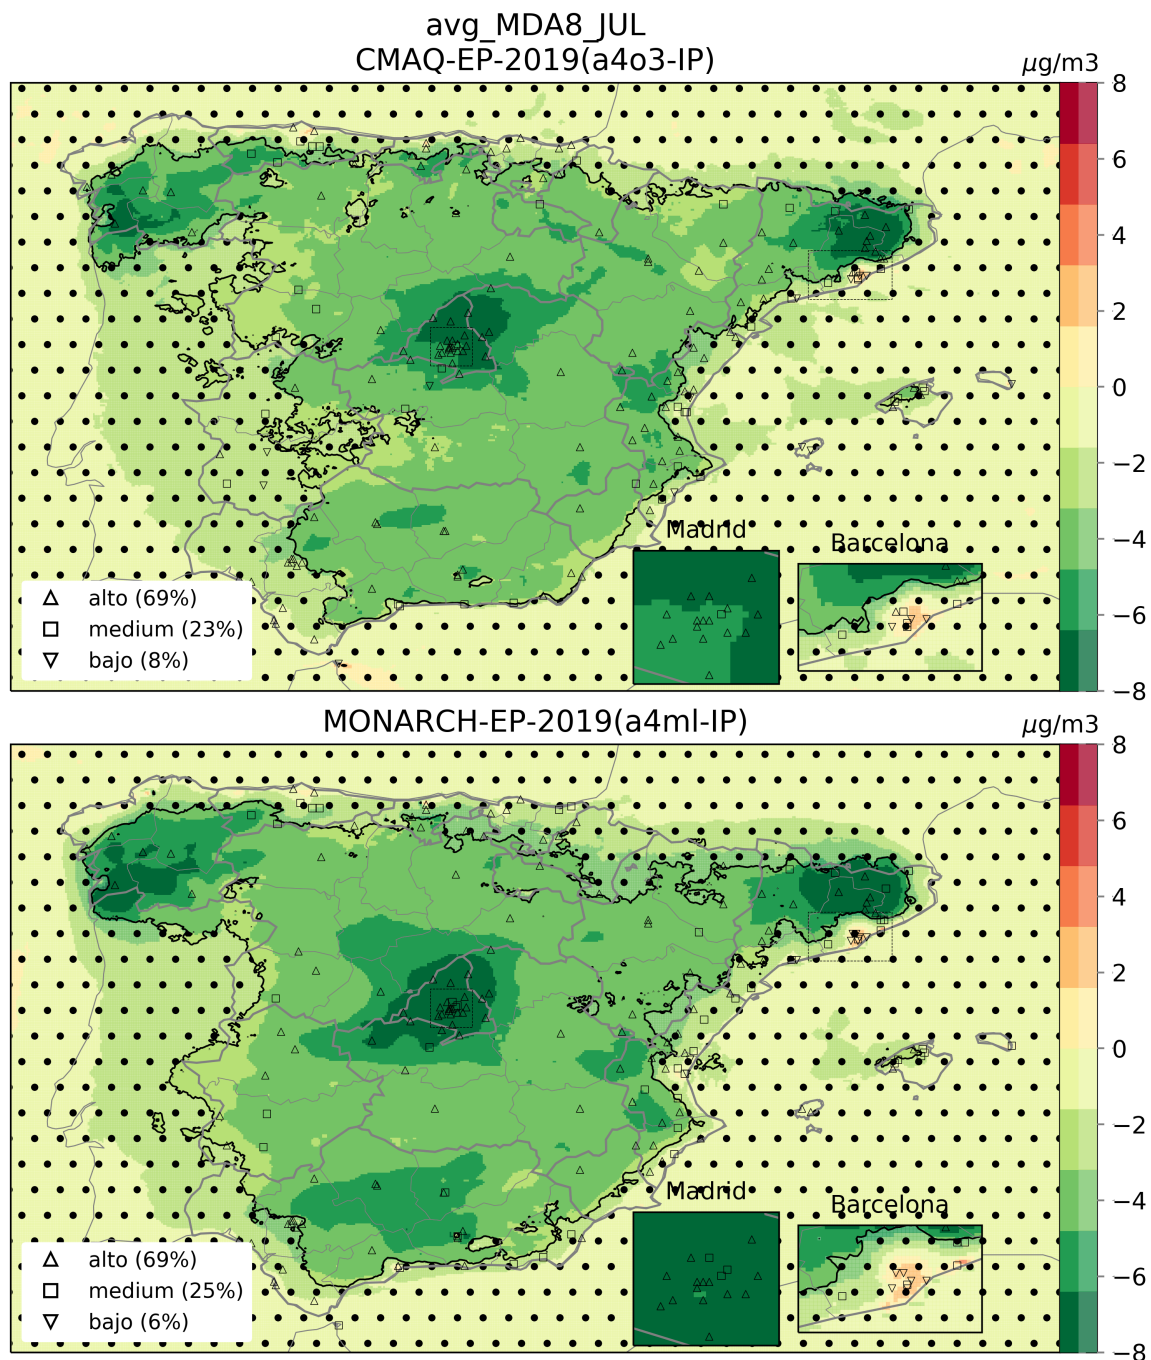 avg_MDA8_JUL
CMAQ-EP-2019(a4o3-IP)
μg/m3
8
6
4
2
0
−2
−4
−6
−8
Madrid
Barcelona
alto (69%)
medium (23%)
bajo (8%)
MONARCH-EP-2019(a4ml-IP)
μg/m3
8
6
4
2
0
−2
−4
−6
−8
Madrid
Barcelona
alto (69%)
medium (25%)
bajo (6%)